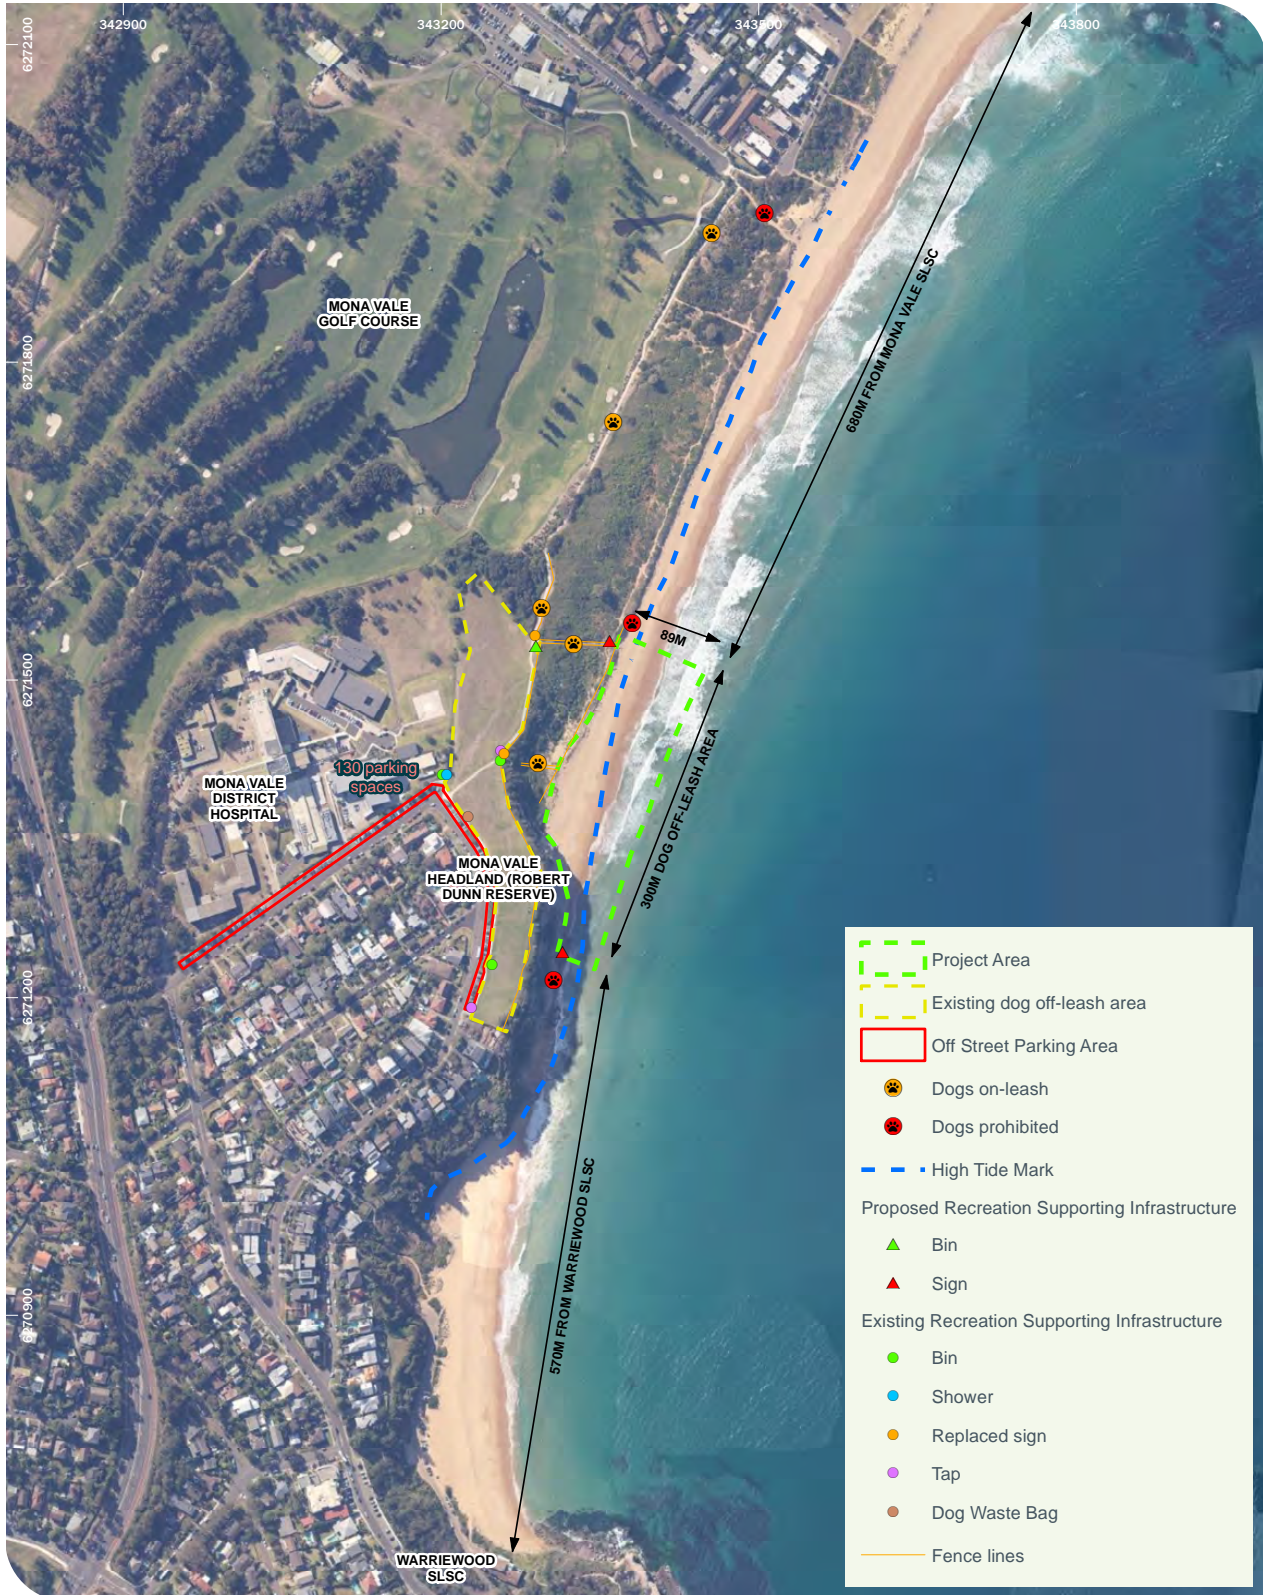 342900
343200
343500
343800
6272100
6271800
6271500
6271200
6270900
MONA VALE
GOLF COURSE
680M FROM MONA VALE SLSC
89M
300M DOG OFF-LEASH AREA
130 parking
spaces
MONA VALE
DISTRICT
HOSPITAL
MONA VALE
HEADLAND (ROBERT
DUNN RESERVE)
570M FROM WARRIEWOOD SLSC
WARRIEWOOD
SLSC
Project Area
Existing dog off-leash area
Off Street Parking Area
Dogs on-leash
Dogs prohibited
High Tide Mark
Proposed Recreation Supporting Infrastructure
Bin
Sign
Existing Recreation Supporting Infrastructure
Bin
Shower
Replaced sign
Tap
Dog Waste Bag
Fence lines